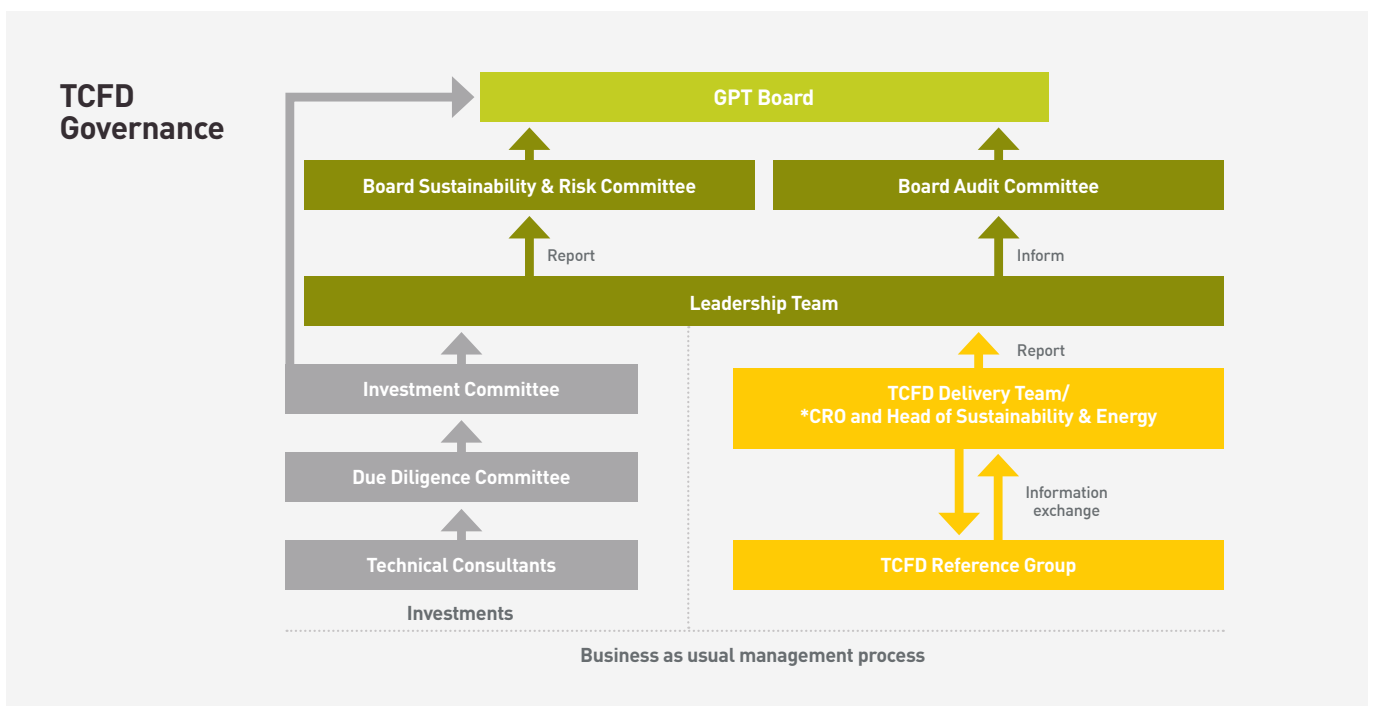 TCFD
Governance
GPT Board
Board Sustainability & Risk Committee
Board Audit Committee
Report
Inform
Leadership Team
Report
Investment Committee
TCFD Delivery Team/
*CRO and Head of Sustainability & Energy
Due Diligence Committee
Information
exchange
Technical Consultants
TCFD Reference Group
Investments
Business as usual management process